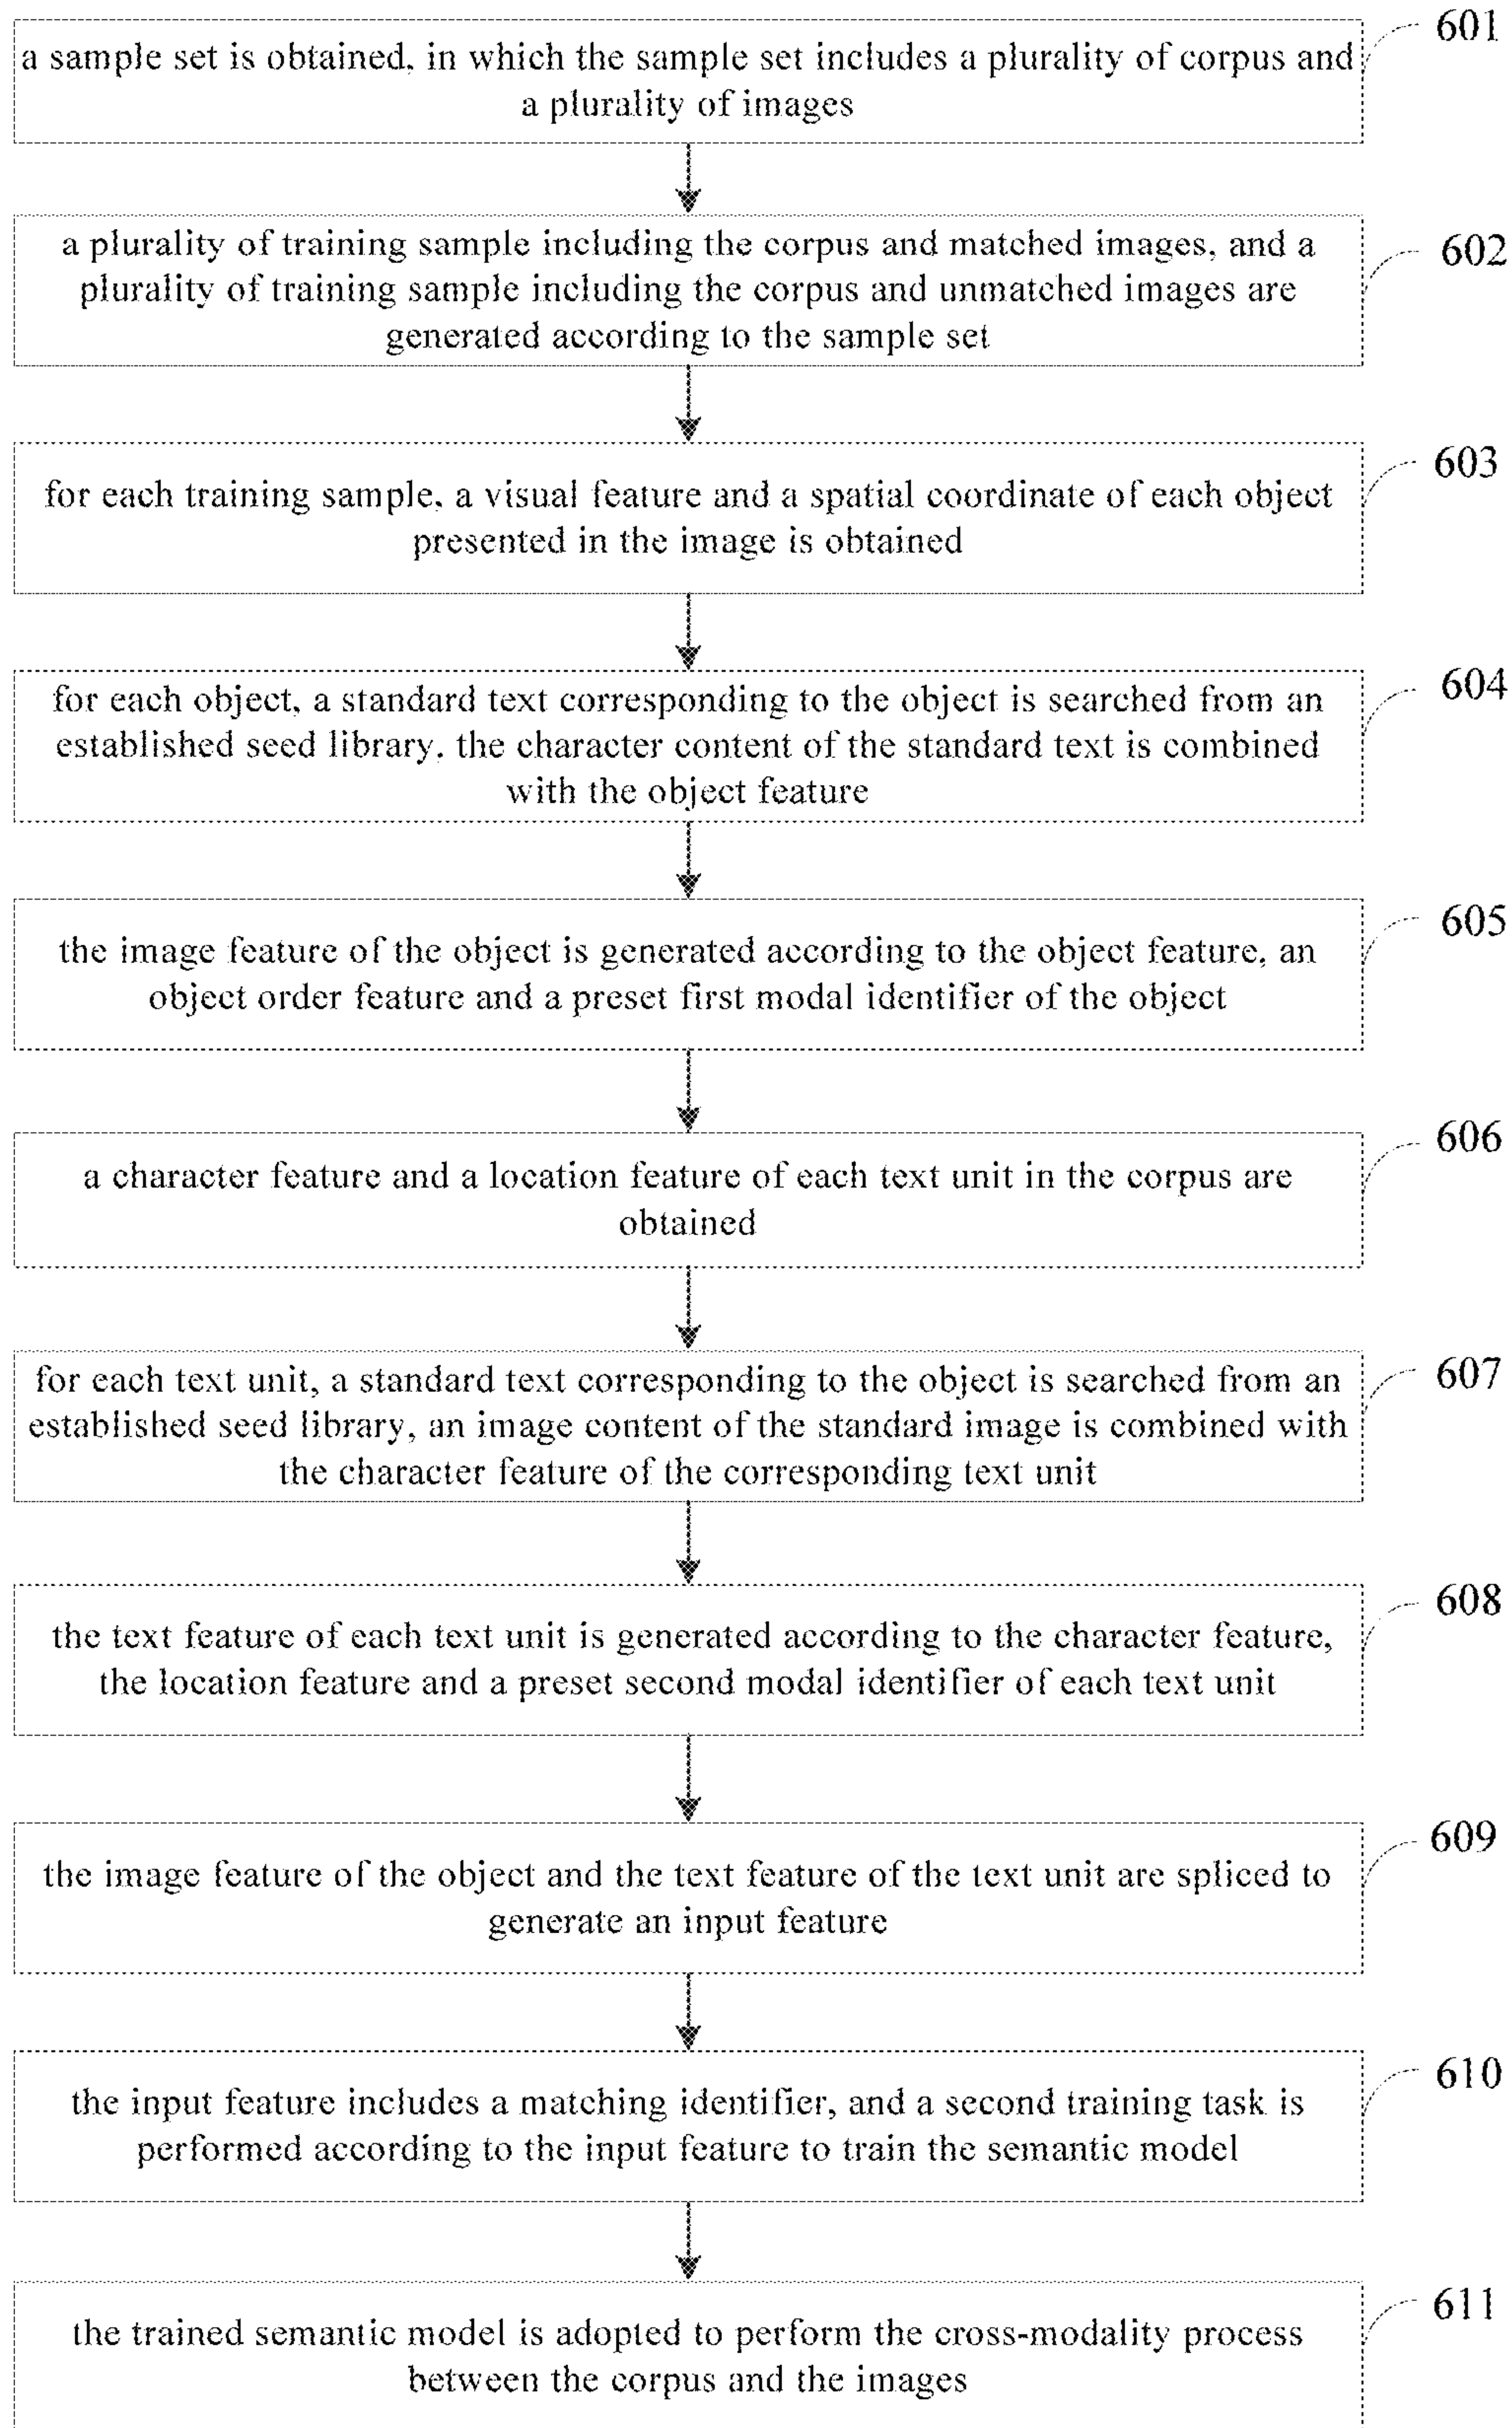 a sample set is obtained, in which the sample set includes a plurality of corpus and
a plurality of images
601
a plurality of training sample including the corpus and matched images, and a
plurality of training sample including the corpus and unmatched images are
generated according to the sample set
602
for each training sample, a visual feature and a spatial coordinate of each object
presented in the image is obtained
603
for each object, a standard text corresponding to the object is searched from an
established seed library, the character content of the standard text is combined
with the object feature
604
the image feature of the object is generated according to the object feature, an
object order feature and a preset first modal identifier of the object
605
a character feature and a location feature of each text unit in the corpus are
obtained
606
for each text unit, a standard text corresponding to the object is searched from an
established seed library, an image content of the standard image is combined with
the character feature of the corresponding text unit
607
the text feature of each text unit is generated according to the character feature,
the location feature and a preset second modal identifier of each text unit
608
the image feature of the object and the text feature of the text unit are spliced to
generate an input feature
609
the input feature includes a matching identifier, and a second training task is
performed according to the input feature to train the semantic model
610
the trained semantic model is adopted to perform the cross-modality process
between the corpus and the images
611